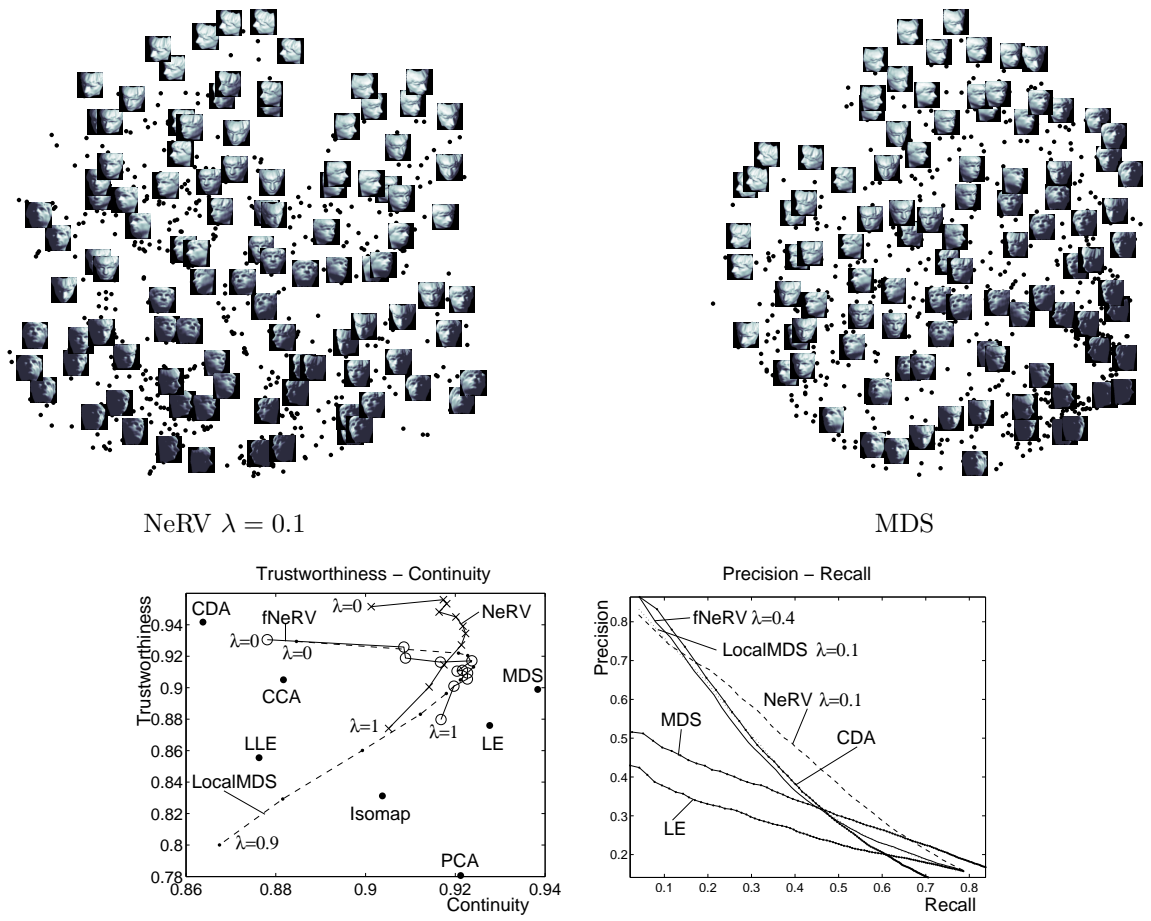 NeRV λ = 0.1
MDS
Trustworthiness − Continuity
Trustworthiness
0.94
0.92
0.9
0.88
0.86
0.84
0.82
0.8
0.78
0.86
0.88
0.9
0.92
0.94
Continuity
CDA
fNeRV
λ=0
NeRV
λ=0
λ=0
MDS
CCA
λ=1
λ=1
LE
LLE
LocalMDS
Isomap
λ=0.9
PCA
Precision − Recall
Precision
0.8
0.7
0.6
0.5
0.4
0.3
0.2
0.1
0.2
0.3
0.4
0.5
0.6
0.7
0.8
Recall
fNeRV λ=0.4
LocalMDS λ=0.1
NeRV λ=0.1
MDS
CDA
LE